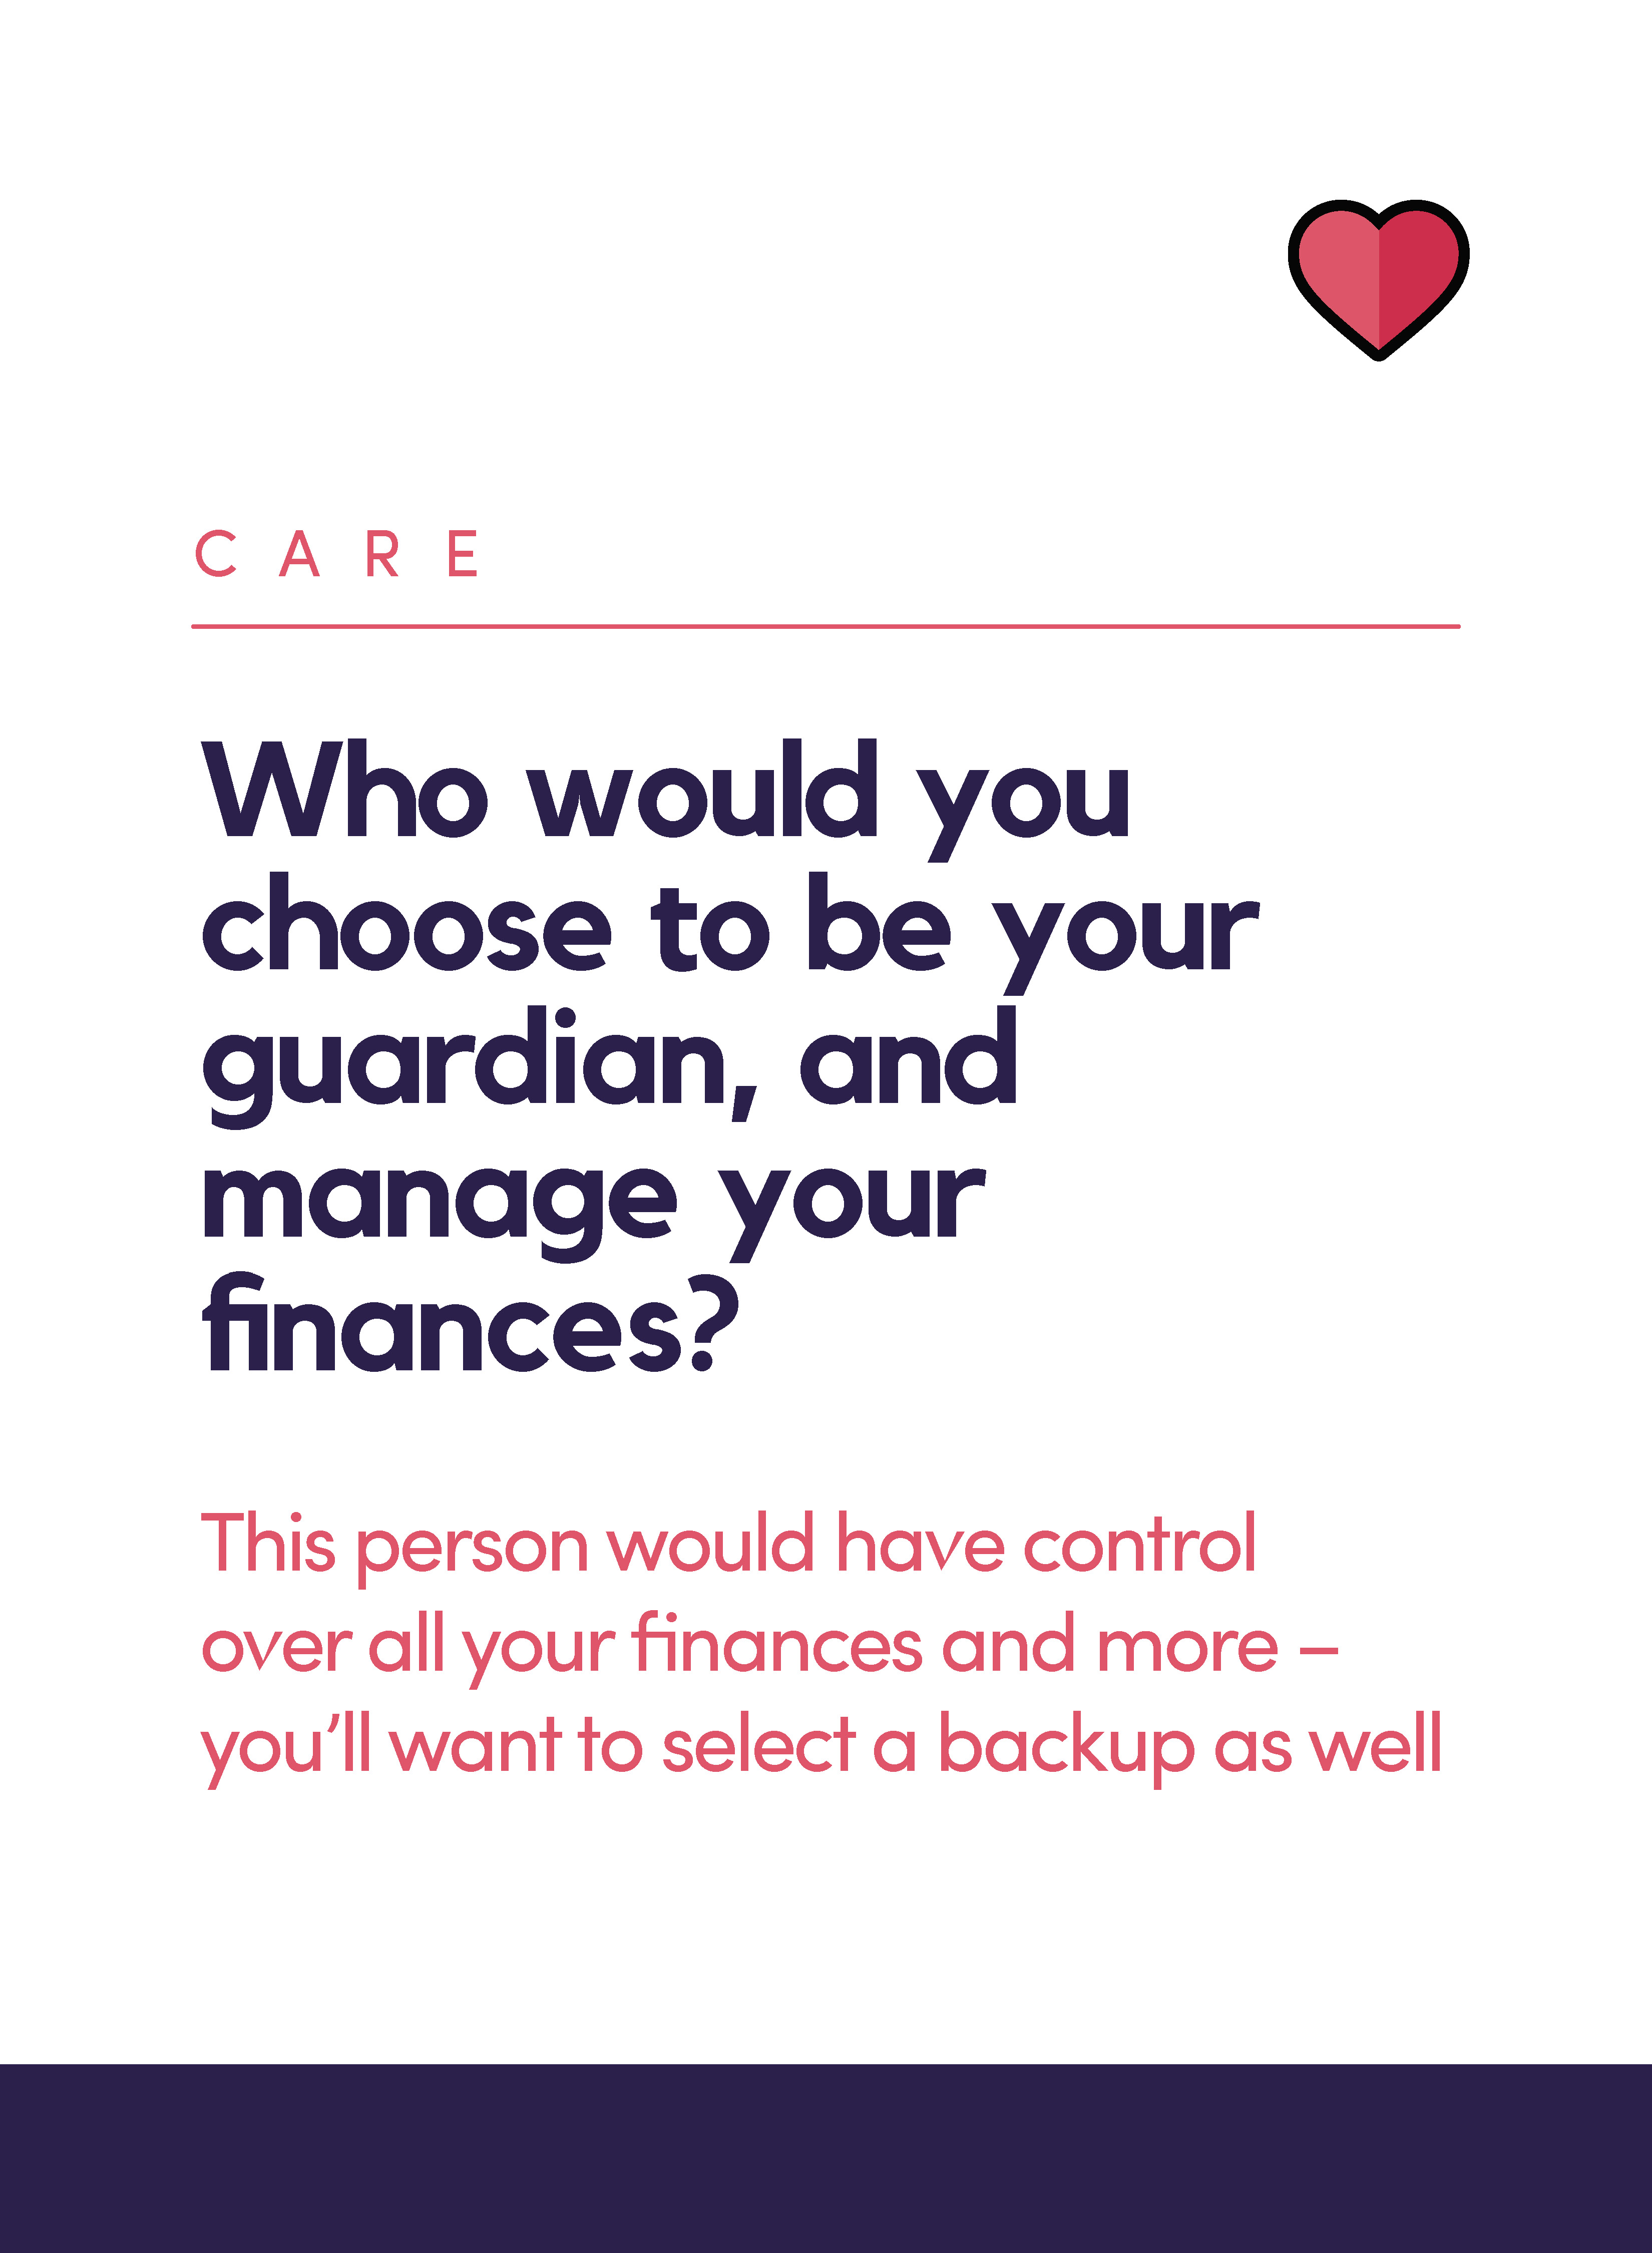 CARE
Who would you
choose to be your
guardian, and
manage your
finances?
This person would have control
over all your finances and more –
you’ll want to select a backup as well